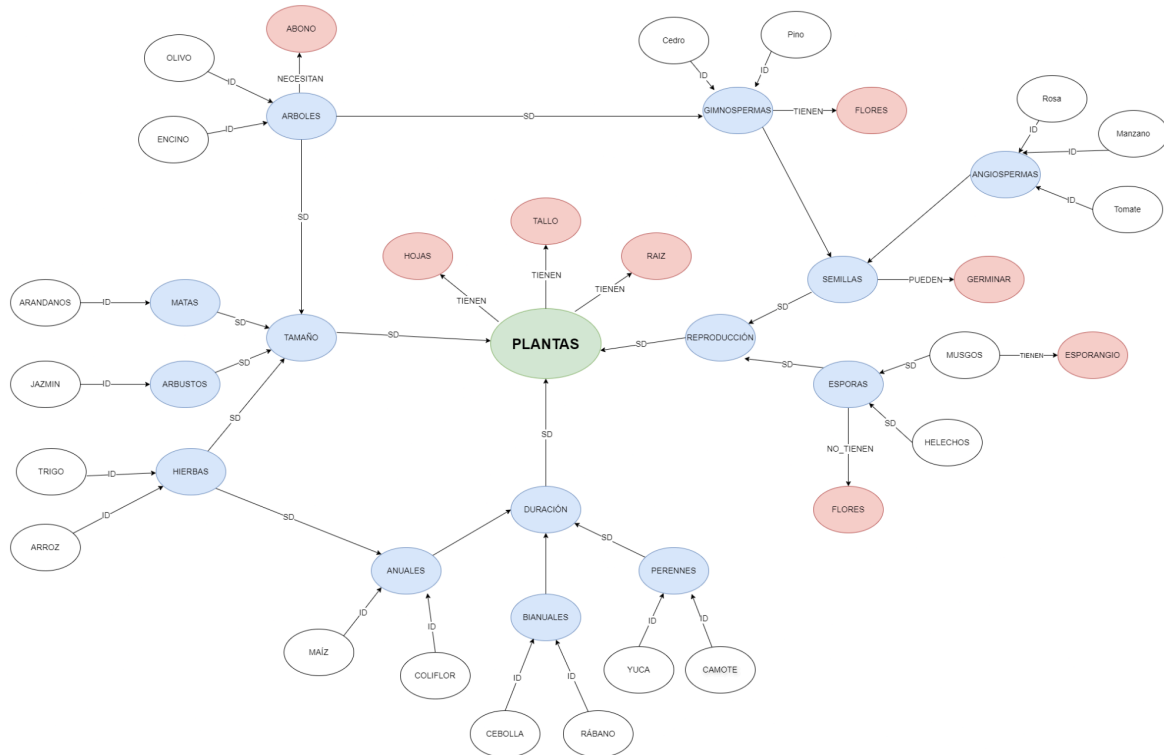 ABONO
Cedro
Pino
OLIVO
ID
ID
NECESITAN
ID
ENCINO
ID
ARBOLES
SD
GIMNOSPERMAS
TIENEN
FLORES
Rosa
ID
Manzano
ID
ANGIOSPERMAS
ID
Tomate
SD
TALLO
HOJAS
RAIZ
TIENEN
TIENEN
TIENEN
SEMILLAS
PUEDEN
GERMINAR
ARANDANOS
ID
MATAS
SD
SD
TAMAÑO
SD
PLANTAS
SD
REPRODUCCIÓN
SD
MUSGOS
TIENEN
ESPORANGIO
JAZMIN
ID
ARBUSTOS
SD
ESPORAS
SD
SD
HELECHOS
SD
SD
NO_TIENEN
TRIGO
ID
HIERBAS
ID
ARROZ
SD
DURACIÓN
FLORES
SD
ANUALES
PERENNES
ID
ID
BIANUALES
ID
ID
MAÍZ
COLIFLOR
ID
ID
YUCA
CAMOTE
CEBOLLA
RÁBANO